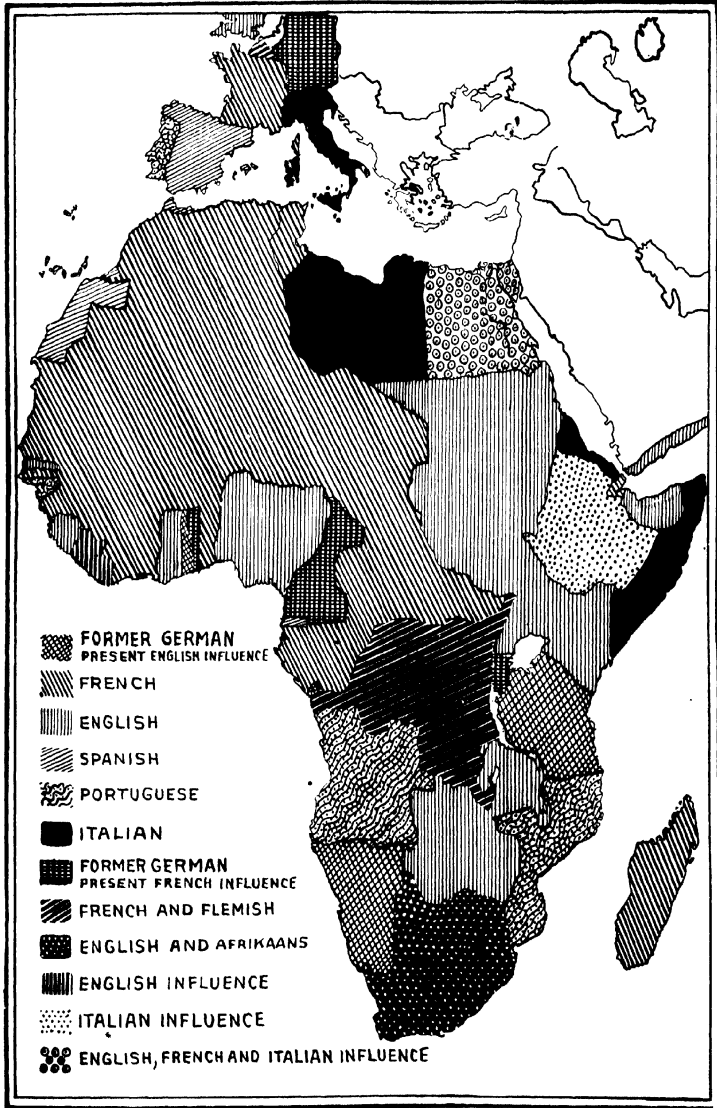 FORMER GERMAN
PRESENT ENGLISH INFLUENCE
FRENCH
ENGLISH
SPANISH
PORTUGUESE
ITALIAN
FORMER GERMAN
PRESENT FRENCH INFLUENCE
FRENCH AND FLEMISH
ENGLISH AND AFRIKAANS
ENGLISH INFLUENCE
ITALIAN INFLUENCE
ENGLISH, FRENCH AND ITALIAN INFLUENCE